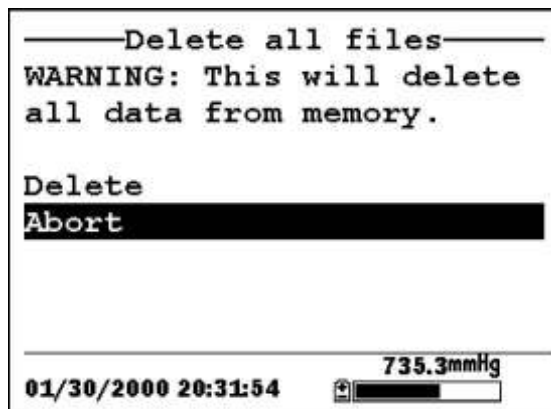 Delete all files
WARNING: This will delete
all data from memory.
Delete
Abort
735.3mmHg
01/30/2000 20:31:54